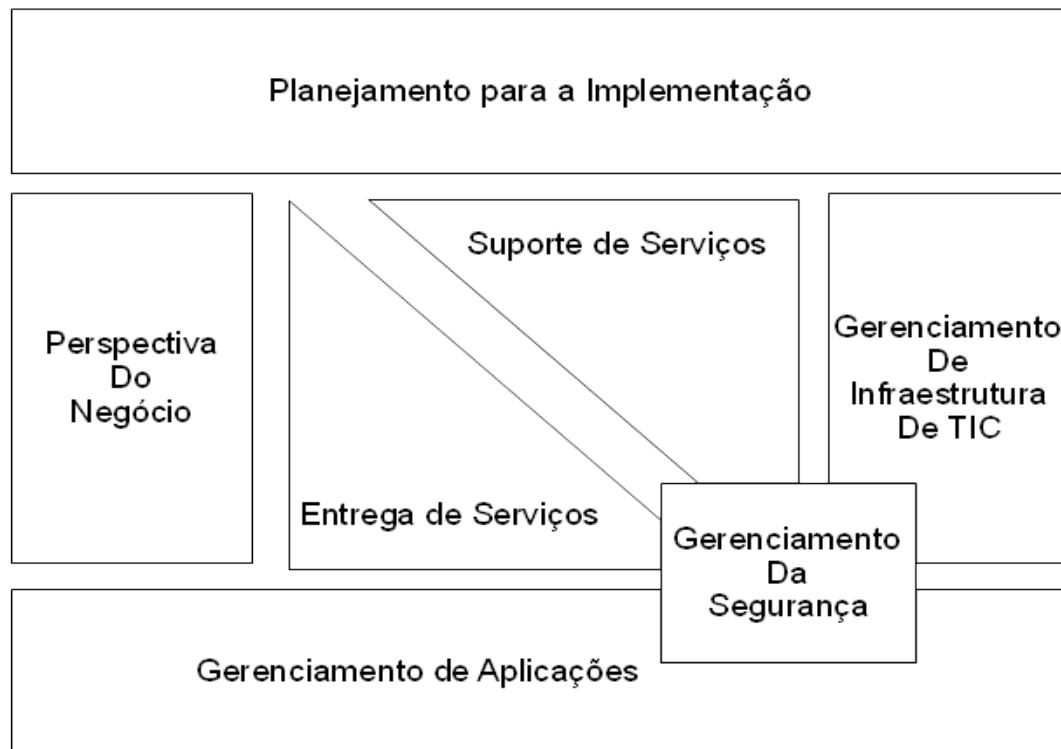 Planejamento para a Implementação
Suporte de Serviços
Perspectiva
Do
Negócio
Gerenciamento
De
Infraestrutura
De TIC
Entrega de Serviços
Gerenciamento
Da
Segurança
Gerenciamento de Aplicações